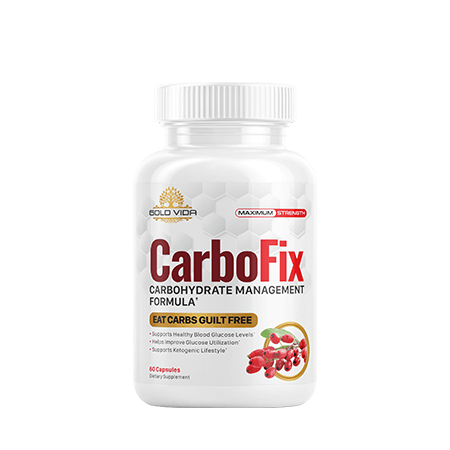 GOLD VIDA
MAXIMUM STRENGTH
CarboFix
CARBOHYDRATE MANAGEMENT
FORMULA†
EAT CARBS GUILT FREE
• Supports Healthy Blood Glucose Levels†
• Helps Improve Glucose Utilization†
• Supports Ketogenic Lifestyle†
60 Capsules
Dietary Supplement